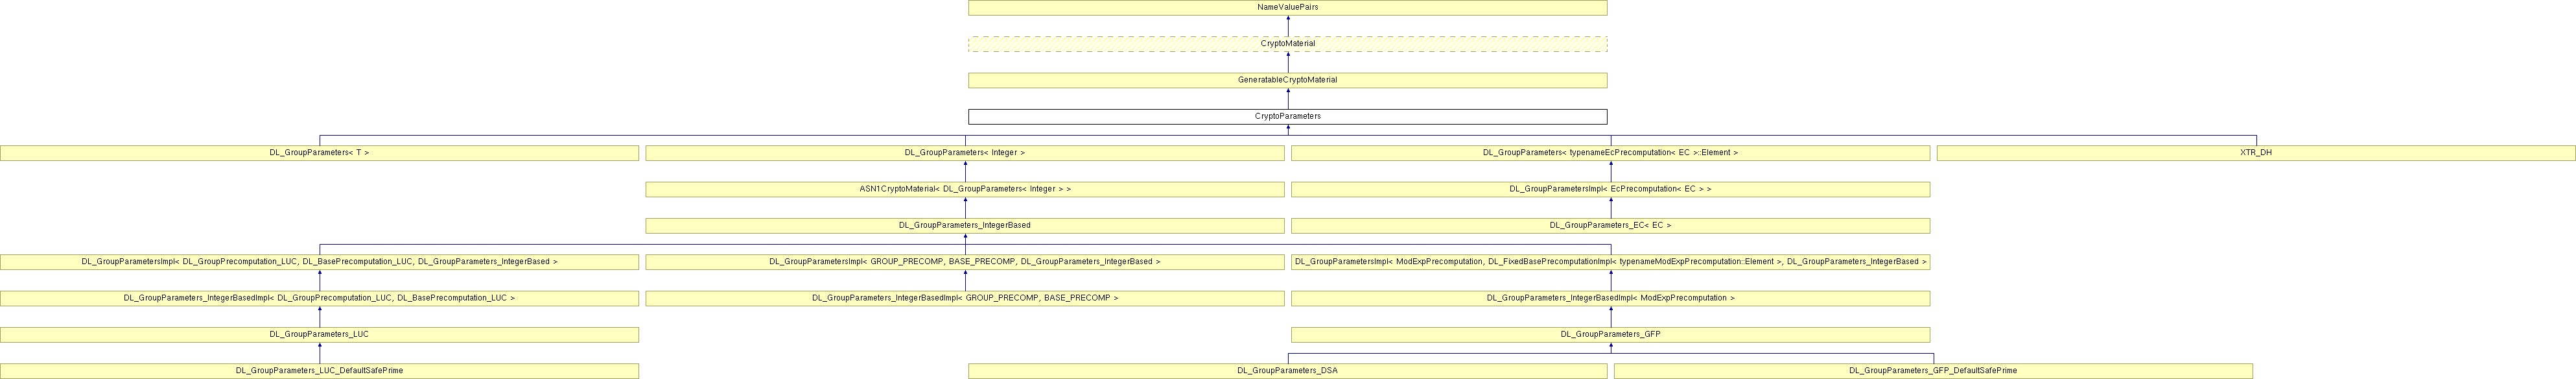 NameValuePairs
CryptoMaterial
GeneratableCryptoMaterial
CryptoParameters
DL_GroupParameters< T >
DL_GroupParameters< Integer >
DL_GroupParameters< typenameEcPrecomputation< EC >::Element >
XTR_DH
ASN1CryptoMaterial< DL_GroupParameters< Integer > >
DL_GroupParametersImpl< EcPrecomputation< EC > >
DL_GroupParameters_IntegerBased
DL_GroupParameters_EC< EC >
DL_GroupParametersImpl< DL_GroupPrecomputation_LUC, DL_BasePrecomputation_LUC, DL_GroupParameters_IntegerBased >
DL_GroupParametersImpl< GROUP_PRECOMP, BASE_PRECOMP, DL_GroupParameters_IntegerBased >
DL_GroupParametersImpl< ModExpPrecomputation, DL_FixedBasePrecomputationImpl< typenameModExpPrecomputation::Element >, DL_GroupParameters_IntegerBased >
DL_GroupParameters_IntegerBasedImpl< DL_GroupPrecomputation_LUC, DL_BasePrecomputation_LUC >
DL_GroupParameters_IntegerBasedImpl< GROUP_PRECOMP, BASE_PRECOMP >
DL_GroupParameters_IntegerBasedImpl< ModExpPrecomputation >
DL_GroupParameters_LUC
DL_GroupParameters_GFP
DL_GroupParameters_LUC_DefaultSafePrime
DL_GroupParameters_DSA
DL_GroupParameters_GFP_DefaultSafePrime